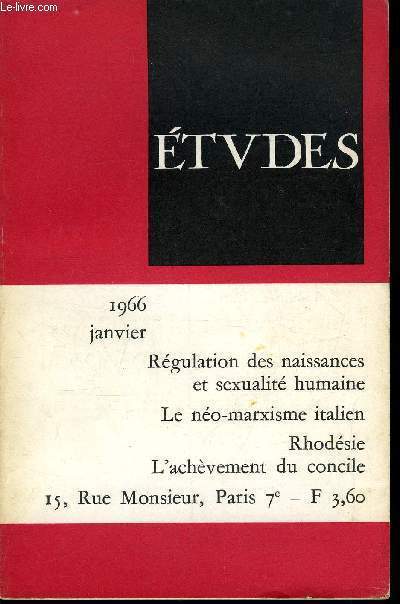 Le-livre.com
ÉTVDES
1966
janvier
Régulation des naissances
et sexualité humaine
Le néo-marxisme italien
Rhodésie
L'achèvement du concile
15, Rue Monsieur, Paris 7e – F 3,60